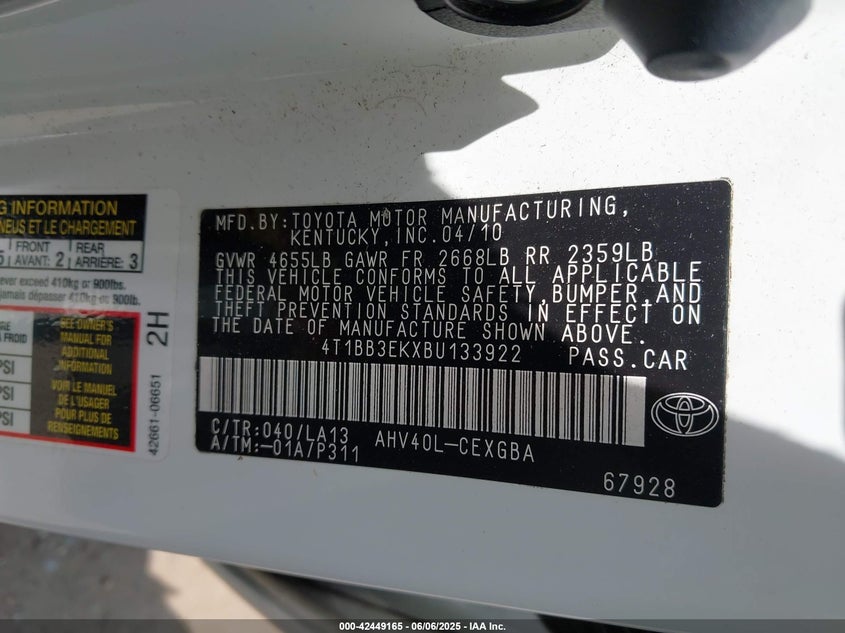 G INFORMATION
NEUS ET LE CHARGEMENT
5 FRONT REAR
AVANT: 2 ARRIÈRE: 3
never exceed 410kg or 900lbs.
jamais dépasser 410kg or 900lb.
SEE OWNER'S
MANUAL FOR
ADDITIONAL
INFORMATION
A FROID
PSI
PSI
PSI
VOIR LE MANUEL
DE L'USAGER
POUR PLUS DE
RENSEIGNEMENTS
2H
42661-06651
MFD.BY:TOYOTA MOTOR MANUFACTURING,
KENTUCKY,INC.04/10
GVWR 4655LB GAWR FR 2668LB RR 2359LB
THIS VEHICLE CONFORMS TO ALL APPLICABLE
FEDERAL MOTOR VEHICLE SAFETY,BUMPER,AND
THEFT PREVENTION STANDARDS IN EFFECT ON
THE DATE OF MANUFACTURE SHOWN ABOVE.
4T1BB3EKXBU133922 PASS.CAR
C/TR:040/LA13 AHV40L-CEXGBA
A/TM:-01A/P311
67928
000-42449165 - 06/06/2025 - IAA Inc.